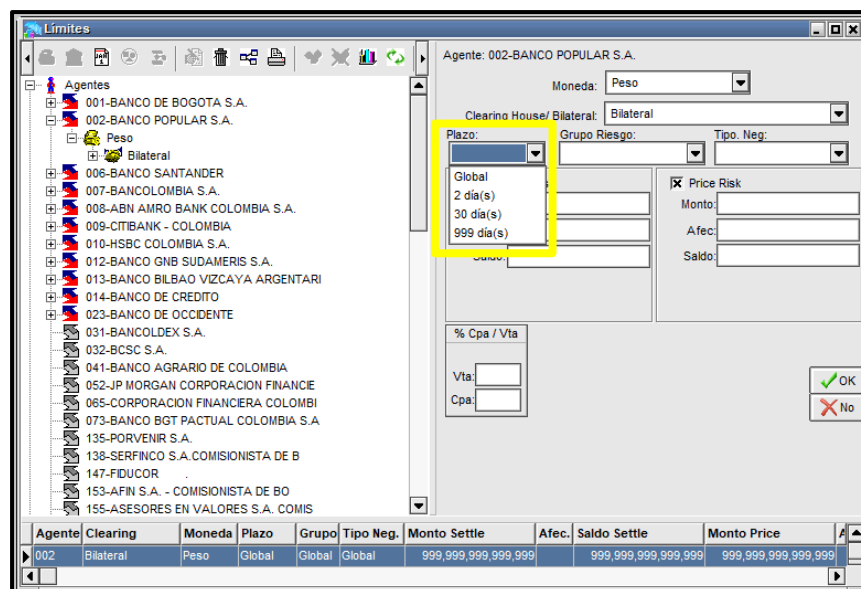 Límites
Agente: 002-BANCO POPULAR S.A.
Moneda: Peso
Clearing House/ Bilateral: Bilateral
Plazo: Grupo Riesgo: Tipo. Neg:
Global
2 día(s)
30 día(s)
999 día(s)
Price Risk
Monto:
Afec:
Saldo:
% Cpa / Vta
Vta:
Cpa:
OK
No
Agentes
001-BANCO DE BOGOTA S.A.
002-BANCO POPULAR S.A.
Peso
Bilateral
006-BANCO SANTANDER
007-BANCOLOMBIA S.A.
008-ABN AMRO BANK COLOMBIA S.A.
009-CITIBANK - COLOMBIA
010-HSBC COLOMBIA S.A.
012-BANCO GNB SUDAMERIS S.A.
013-BANCO BILBAO VIZCAYA ARGENTARI
014-BANCO DE CREDITO
023-BANCO DE OCCIDENTE
031-BANCOLDEX S.A.
032-BCSC S.A.
041-BANCO AGRARIO DE COLOMBIA
052-JP MORGAN CORPORACION FINANCIE
065-CORPORACION FINANCIERA COLOMBI
073-BANCO BGT PACTUAL COLOMBIA S.A
135-PORVENIR S.A.
138-SERFINCO S.A.COMISIONISTA DE B
147-FIDUCOR .
153-AFIN S.A. - COMISIONISTA DE BO
155-ASESORES EN VALORES S.A. COMIS
Agente Clearing Moneda Plazo Grupo Tipo Neg. Monto Settle Afec. Saldo Settle Monto Price
002 Bilateral Peso Global Global Global 999,999,999,999,999 999,999,999,999,999 999,999,999,999,999